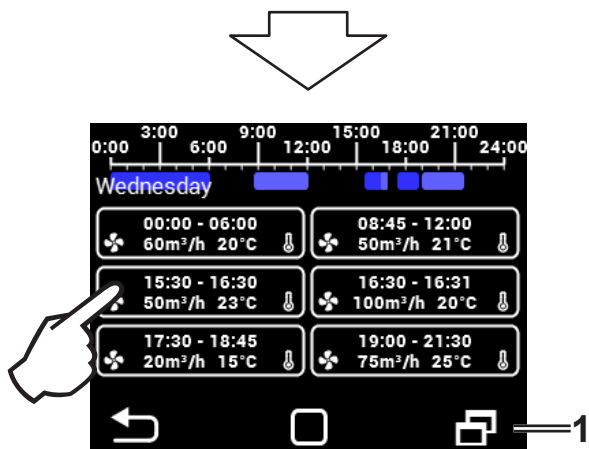 3:00 9:00 15:00 21:00
0:00 6:00 12:00 18:00 24:00
Wednesday
00:00 - 06:00
60m³/h 20°C
08:45 - 12:00
50m³/h 21°C
15:30 - 16:30
50m³/h 23°C
16:30 - 16:31
100m³/h 20°C
17:30 - 18:45
20m³/h 15°C
19:00 - 21:30
75m³/h 25°C
1